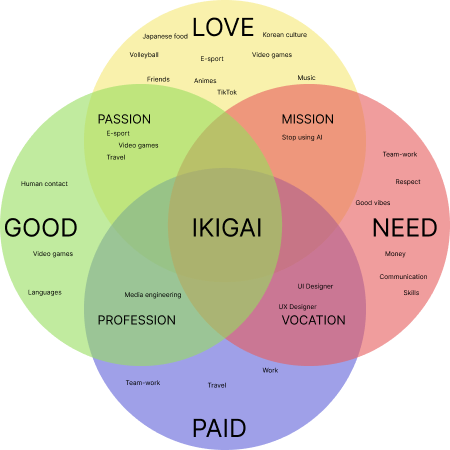 LOVE
Japanese food
Korean culture
Volleyball
E-sport
Video games
Friends
Animes
Music
TikTok
PASSION
E-sport
Video games
Travel
MISSION
Stop using AI
Human contact
GOOD
Video games
Languages
IKIGAI
Team-work
Respect
Good vibes
NEED
Money
Communication
Skills
Media engineering
PROFESSION
UI Designer
UX Designer
VOCATION
Work
Team-work
Travel
PAID